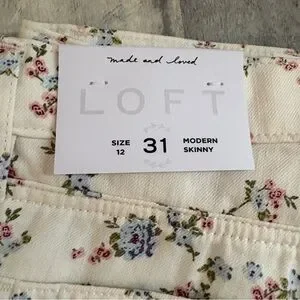 made and loved
LOFT
SIZE 12
31
MODERN SKINNY